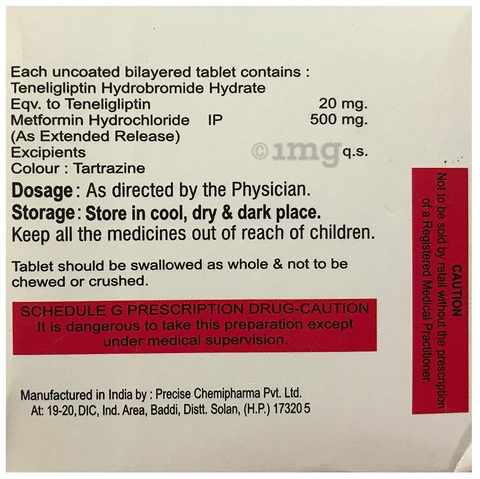 Each uncoated bilayered tablet contains :
Teneligliptin Hydrobromide Hydrate
Eqv. to Teneligliptin 20 mg.
Metformin Hydrochloride IP 500 mg.
(As Extended Release)
Excipients q.s.
Colour : Tartrazine
Dosage : As directed by the Physician.
Storage : Store in cool, dry & dark place.
Keep all the medicines out of reach of children.
Tablet should be swallowed as whole & not to be
chewed or crushed.
SCHEDULE G PRESCRIPTION DRUG-CAUTION
It is dangerous to take this preparation except
under medical supervision.
Manufactured in India by : Precise Chemipharma Pvt. Ltd.
At: 19-20, DIC, Ind. Area, Baddi, Distt. Solan, (H.P.) 173205
CAUTION
Not to be sold by retail without the prescription
of a Registered Medical Practitioner.
©1mg